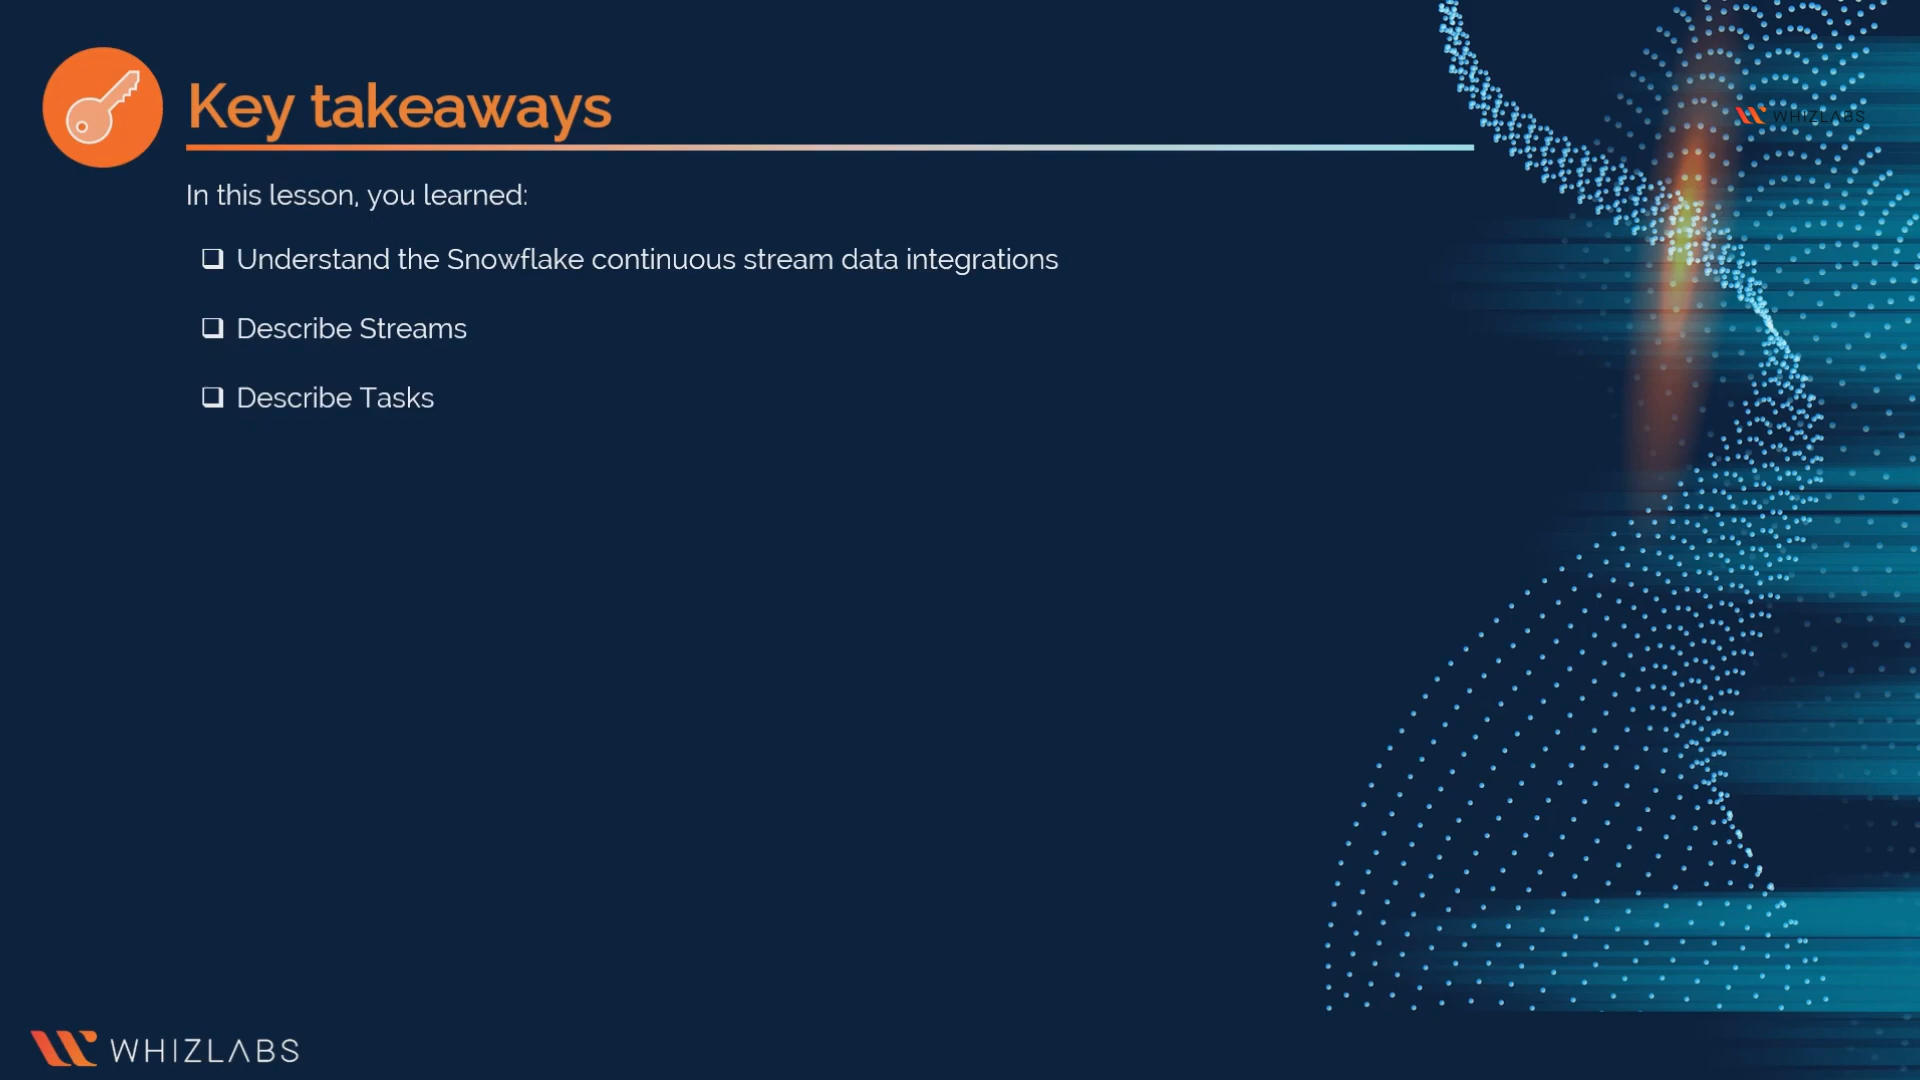 Key takeaways
WHIZLABS
In this lesson, you learned:
❑ Understand the Snowflake continuous stream data integrations
❑ Describe Streams
❑ Describe Tasks
WHIZLABS